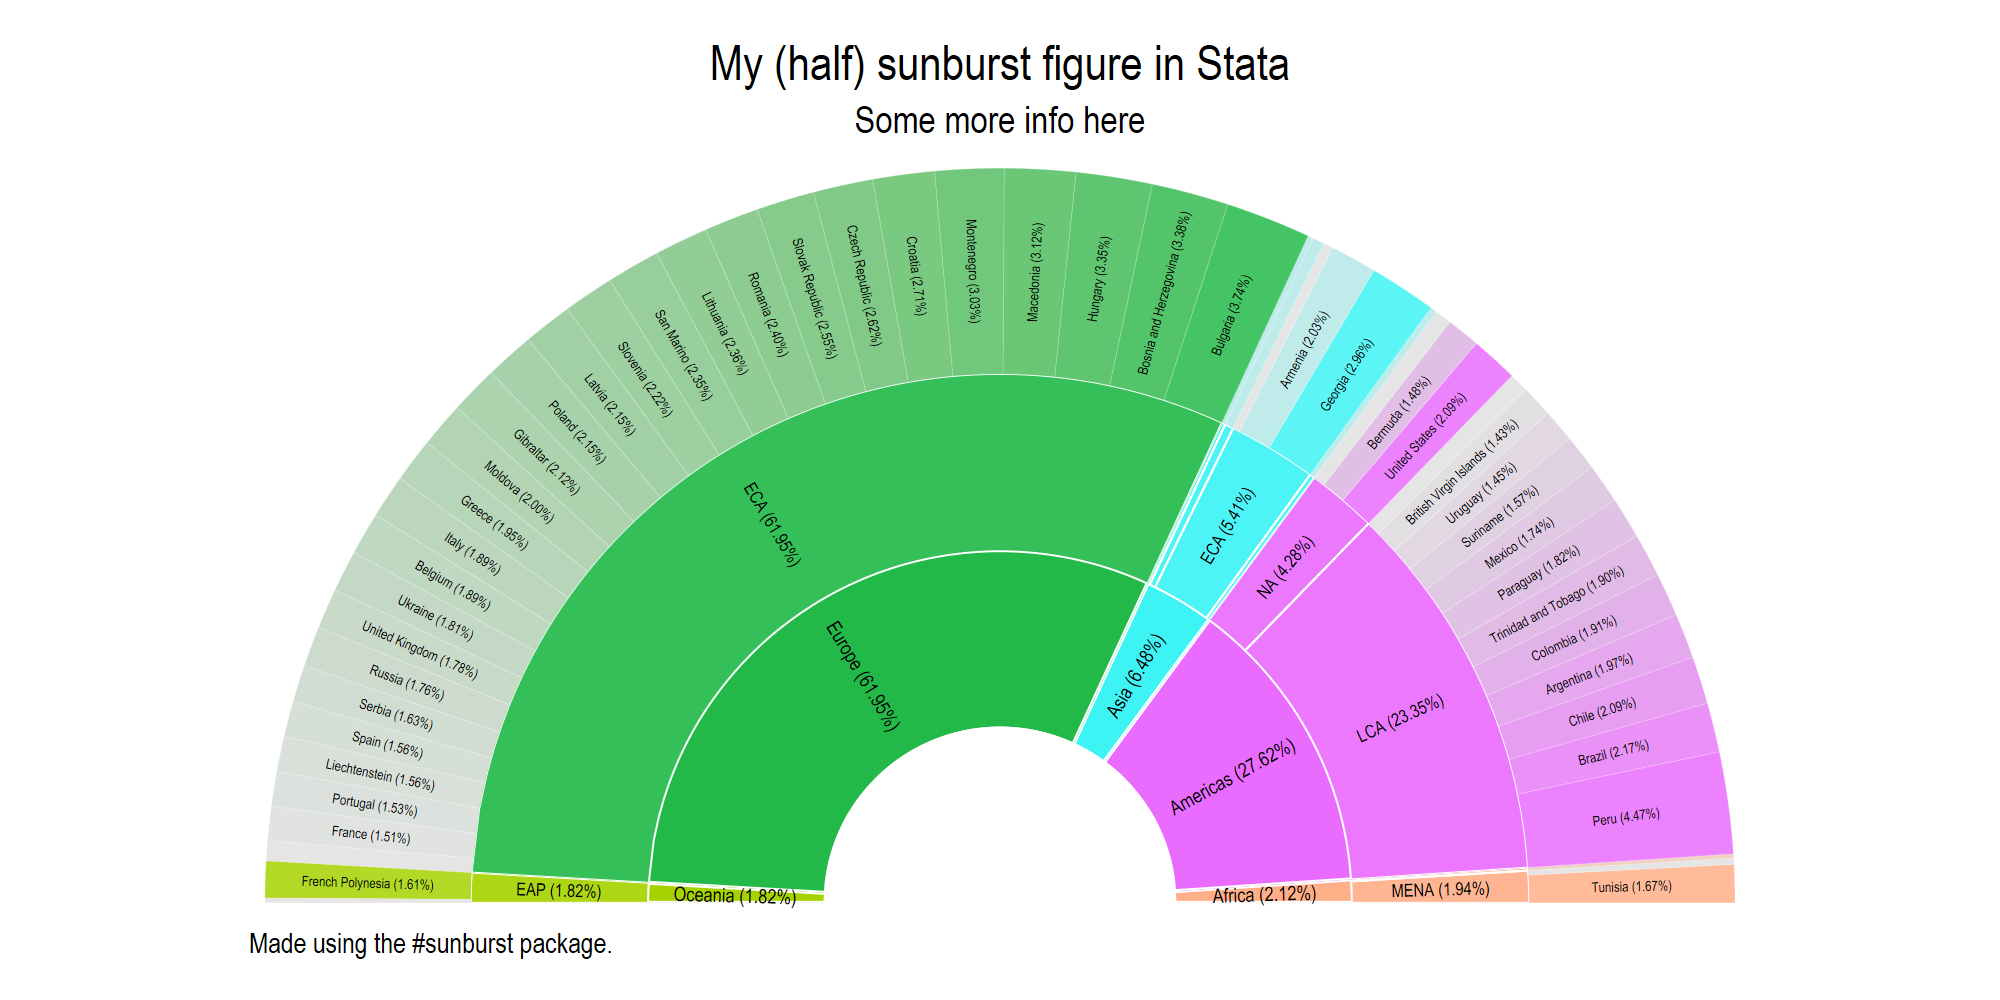 My (half) sunburst figure in Stata
Some more info here
French Polynesia (1.61%)
France (1.51%)
Portugal (1.53%)
Liechtenstein (1.56%)
Spain (1.56%)
Serbia (1.63%)
Russia (1.76%)
United Kingdom (1.78%)
Ukraine (1.81%)
Belgium (1.89%)
Italy (1.89%)
Greece (1.95%)
Moldova (2.00%)
Gibraltar (2.12%)
Poland (2.15%)
Latvia (2.15%)
Slovenia (2.22%)
San Marino (2.35%)
Lithuania (2.36%)
Romania (2.40%)
Slovak Republic (2.55%)
Czech Republic (2.62%)
Croatia (2.71%)
Montenegro (3.03%)
Macedonia (3.12%)
Hungary (3.35%)
Bosnia and Herzegovina (3.38%)
Bulgaria (3.74%)
Armenia (2.03%)
Georgia (2.96%)
Bermuda (1.48%)
United States (2.09%)
British Virgin Islands (1.43%)
Uruguay (1.45%)
Suriname (1.57%)
Mexico (1.74%)
Paraguay (1.82%)
Trinidad and Tobago (1.90%)
Colombia (1.91%)
Argentina (1.97%)
Chile (2.09%)
Brazil (2.17%)
Peru (4.47%)
Tunisia (1.67%)
EAP (1.82%)
ECA (61.95%)
ECA (5.41%)
NA (4.28%)
LCA (23.35%)
MENA (1.94%)
Oceania (1.82%)
Europe (61.95%)
Asia (6.48%)
Americas (27.62%)
Africa (2.12%)
Made using the #sunburst package.